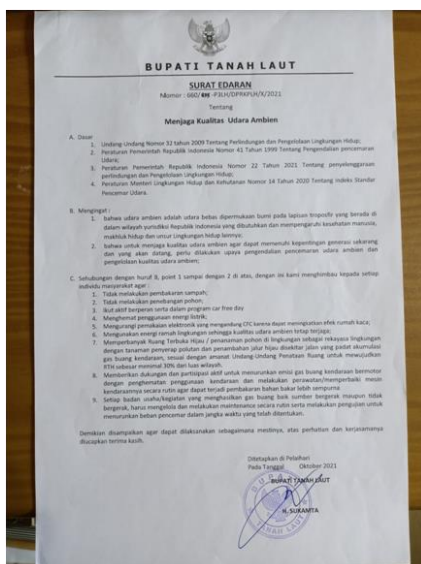 BUPATI TANAH LAUT
SURAT EDARAN
Nomor : 660/ -P3LH/DPRKPLH/X/2021
Tentang
Menjaga Kualitas Udara Ambien
A. Dasar
1. Undang-Undang Nomor 32 tahun 2009 Tentang Perlindungan dan Pengelolaan Lingkungan Hidup;
2. Peraturan Pemerintah Republik Indonesia Nomor 41 Tahun 1999 Tentang Pengendalian pencemaran
Udara;
3. Peraturan Pemerintah Republik Indonesia Nomor 22 Tahun 2021 Tentang penyelenggaraan
perlindungan dan Pengelolaan Lingkungan Hidup;
4. Peraturan Menteri Lingkungan Hidup dan Kehutanan Nomor 14 Tahun 2020 Tentang Indeks Standar
Pencemar Udara.
B. Mengingat :
1. bahwa udara ambien adalah udara bebas dipermukaan bumi pada lapisan troposfir yang berada di
dalam wilayah yurisdiksi Republik Indonesia yang dibutuhkan dan mempengaruhi kesehatan manusia,
makhluk hidup dan unsur Lingkungan hidup lainnya;
2. bahwa untuk menjaga kualitas udara ambien agar dapat memenuhi kepentingan generasi sekarang
dan yang akan datang, perlu dilakukan upaya pengendalian pencemaran udara ambien dan
pengelolaan kualitas udara ambien;
C. Sehubungan dengan huruf B, point 1 sampai dengan 2 di atas, dengan ini kami menghimbau kepada setiap
individu masyarakat agar :
1. Tidak melakukan pembakaran sampah;
2. Tidak melakukan penebangan pohon;
3. Ikut aktif berperan serta dalam program car free day
4. Menghemat penggunaan energi listrik;
5. Mengurangi pemakaian elektronik yang mengandung CFC kerena dapat meningkatkan efek rumah kaca;
6. Mengunakan energi ramah lingkungan sehingga kualitas udara ambien tetap terjaga;
7. Memperbanyak Ruang Terbuka Hijau / penanaman pohon di lingkungan sebagai rekayasa lingkungan
dengan tanaman penyerap polutan dan penambahan jalur hijau disekitar jalan yang padat akumulasi
gas buang kendaraan, sesuai dengan amanat Undang-Undang Penataan Ruang untuk mewujudkan
RTH sebesar minimal 30% dari luas wilayah.
8. Memberikan dukungan dan partisipasi aktif untuk menurunkan emisi gas buang kendaraan bermotor
dengan penghematan penggunaan kendaraan dan melakukan perawatan/memperbaiki mesin
kenderaannya secara rutin agar dapat terjadi pembakaran bahan bakar lebih sempurna
9. Setiap badan usaha/kegiatan yang menghasilkan gas buang baik sumber bergerak maupun tidak
bergerak, harus mengelola dan melakukan maintenance secara rutin serta melakukan pengujian untuk
menurunkan beban pencemar dalam jangka waktu yang telah ditentukan.
Demikian disampaikan agar dapat dilaksanakan sebagaimana mestinya, atas perhatian dan kerjasamanya
diucapkan terima kasih.
Ditetapkan di Pelaihari
Pada Tanggal Oktober 2021
BUPATI TANAH LAUT
H. SUKAMTA